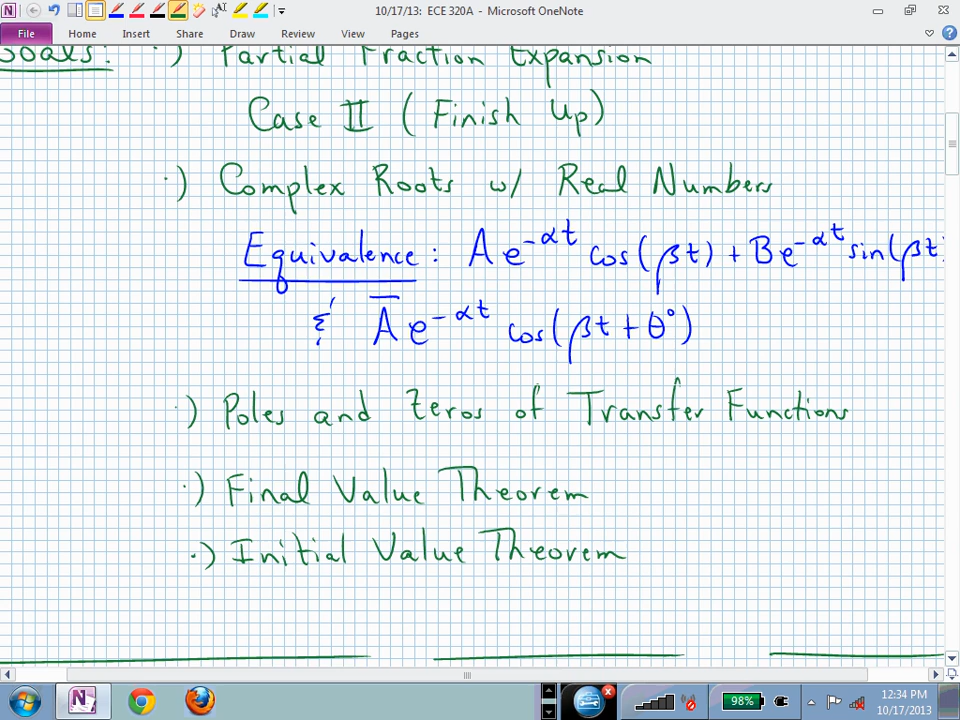 10/17/13: ECE 320A - Microsoft OneNote
File Home Insert Share Draw Review View Pages
Goals: ·) Partial Fraction Expansion
Case II ( Finish Up)
·) Complex Roots w/ Real Numbers
Equivalence: A e^{-αt} cos(βt) + B e^{-αt} sin(βt
& A̅ e^{-αt} cos(βt + θ°)
·) Poles and Zeros of Transfer Functions
·) Final Value Theorem
·) Initial Value Theorem
98%
12:34 PM
10/17/2013